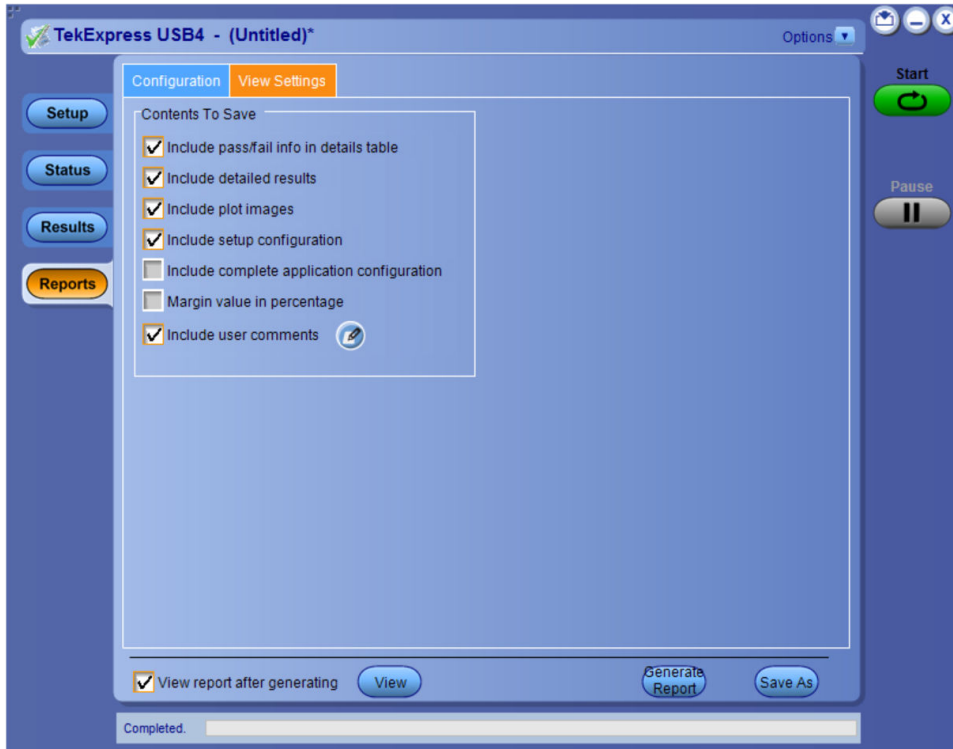 TekExpress USB4 - (Untitled)*
Options
Start
Pause
Setup
Status
Results
Reports
Configuration
View Settings
Contents To Save
Include pass/fail info in details table
Include detailed results
Include plot images
Include setup configuration
Include complete application configuration
Margin value in percentage
Include user comments
View report after generating
View
Generate
Report
Save As
Completed.